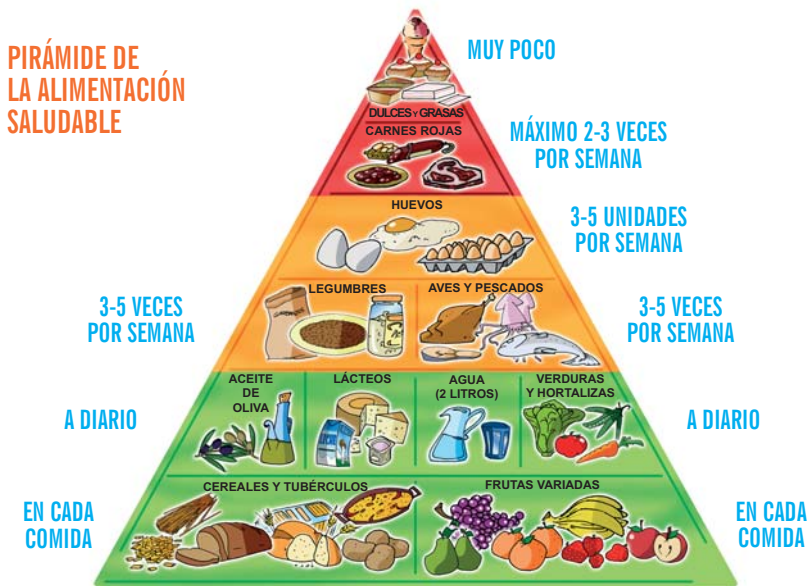 PIRÁMIDE DE
LA ALIMENTACIÓN
SALUDABLE
MUY POCO
DULCES Y GRASAS
CARNES ROJAS
MÁXIMO 2-3 VECES
POR SEMANA
HUEVOS
3-5 UNIDADES
POR SEMANA
LEGUMBRES
AVES Y PESCADOS
3-5 VECES
POR SEMANA
3-5 VECES
POR SEMANA
ACEITE
DE
OLIVA
LÁCTEOS
AGUA
(2 LITROS)
VERDURAS
Y HORTALIZAS
A DIARIO
A DIARIO
CEREALES Y TUBÉRCULOS
FRUTAS VARIADAS
EN CADA
COMIDA
EN CADA
COMIDA